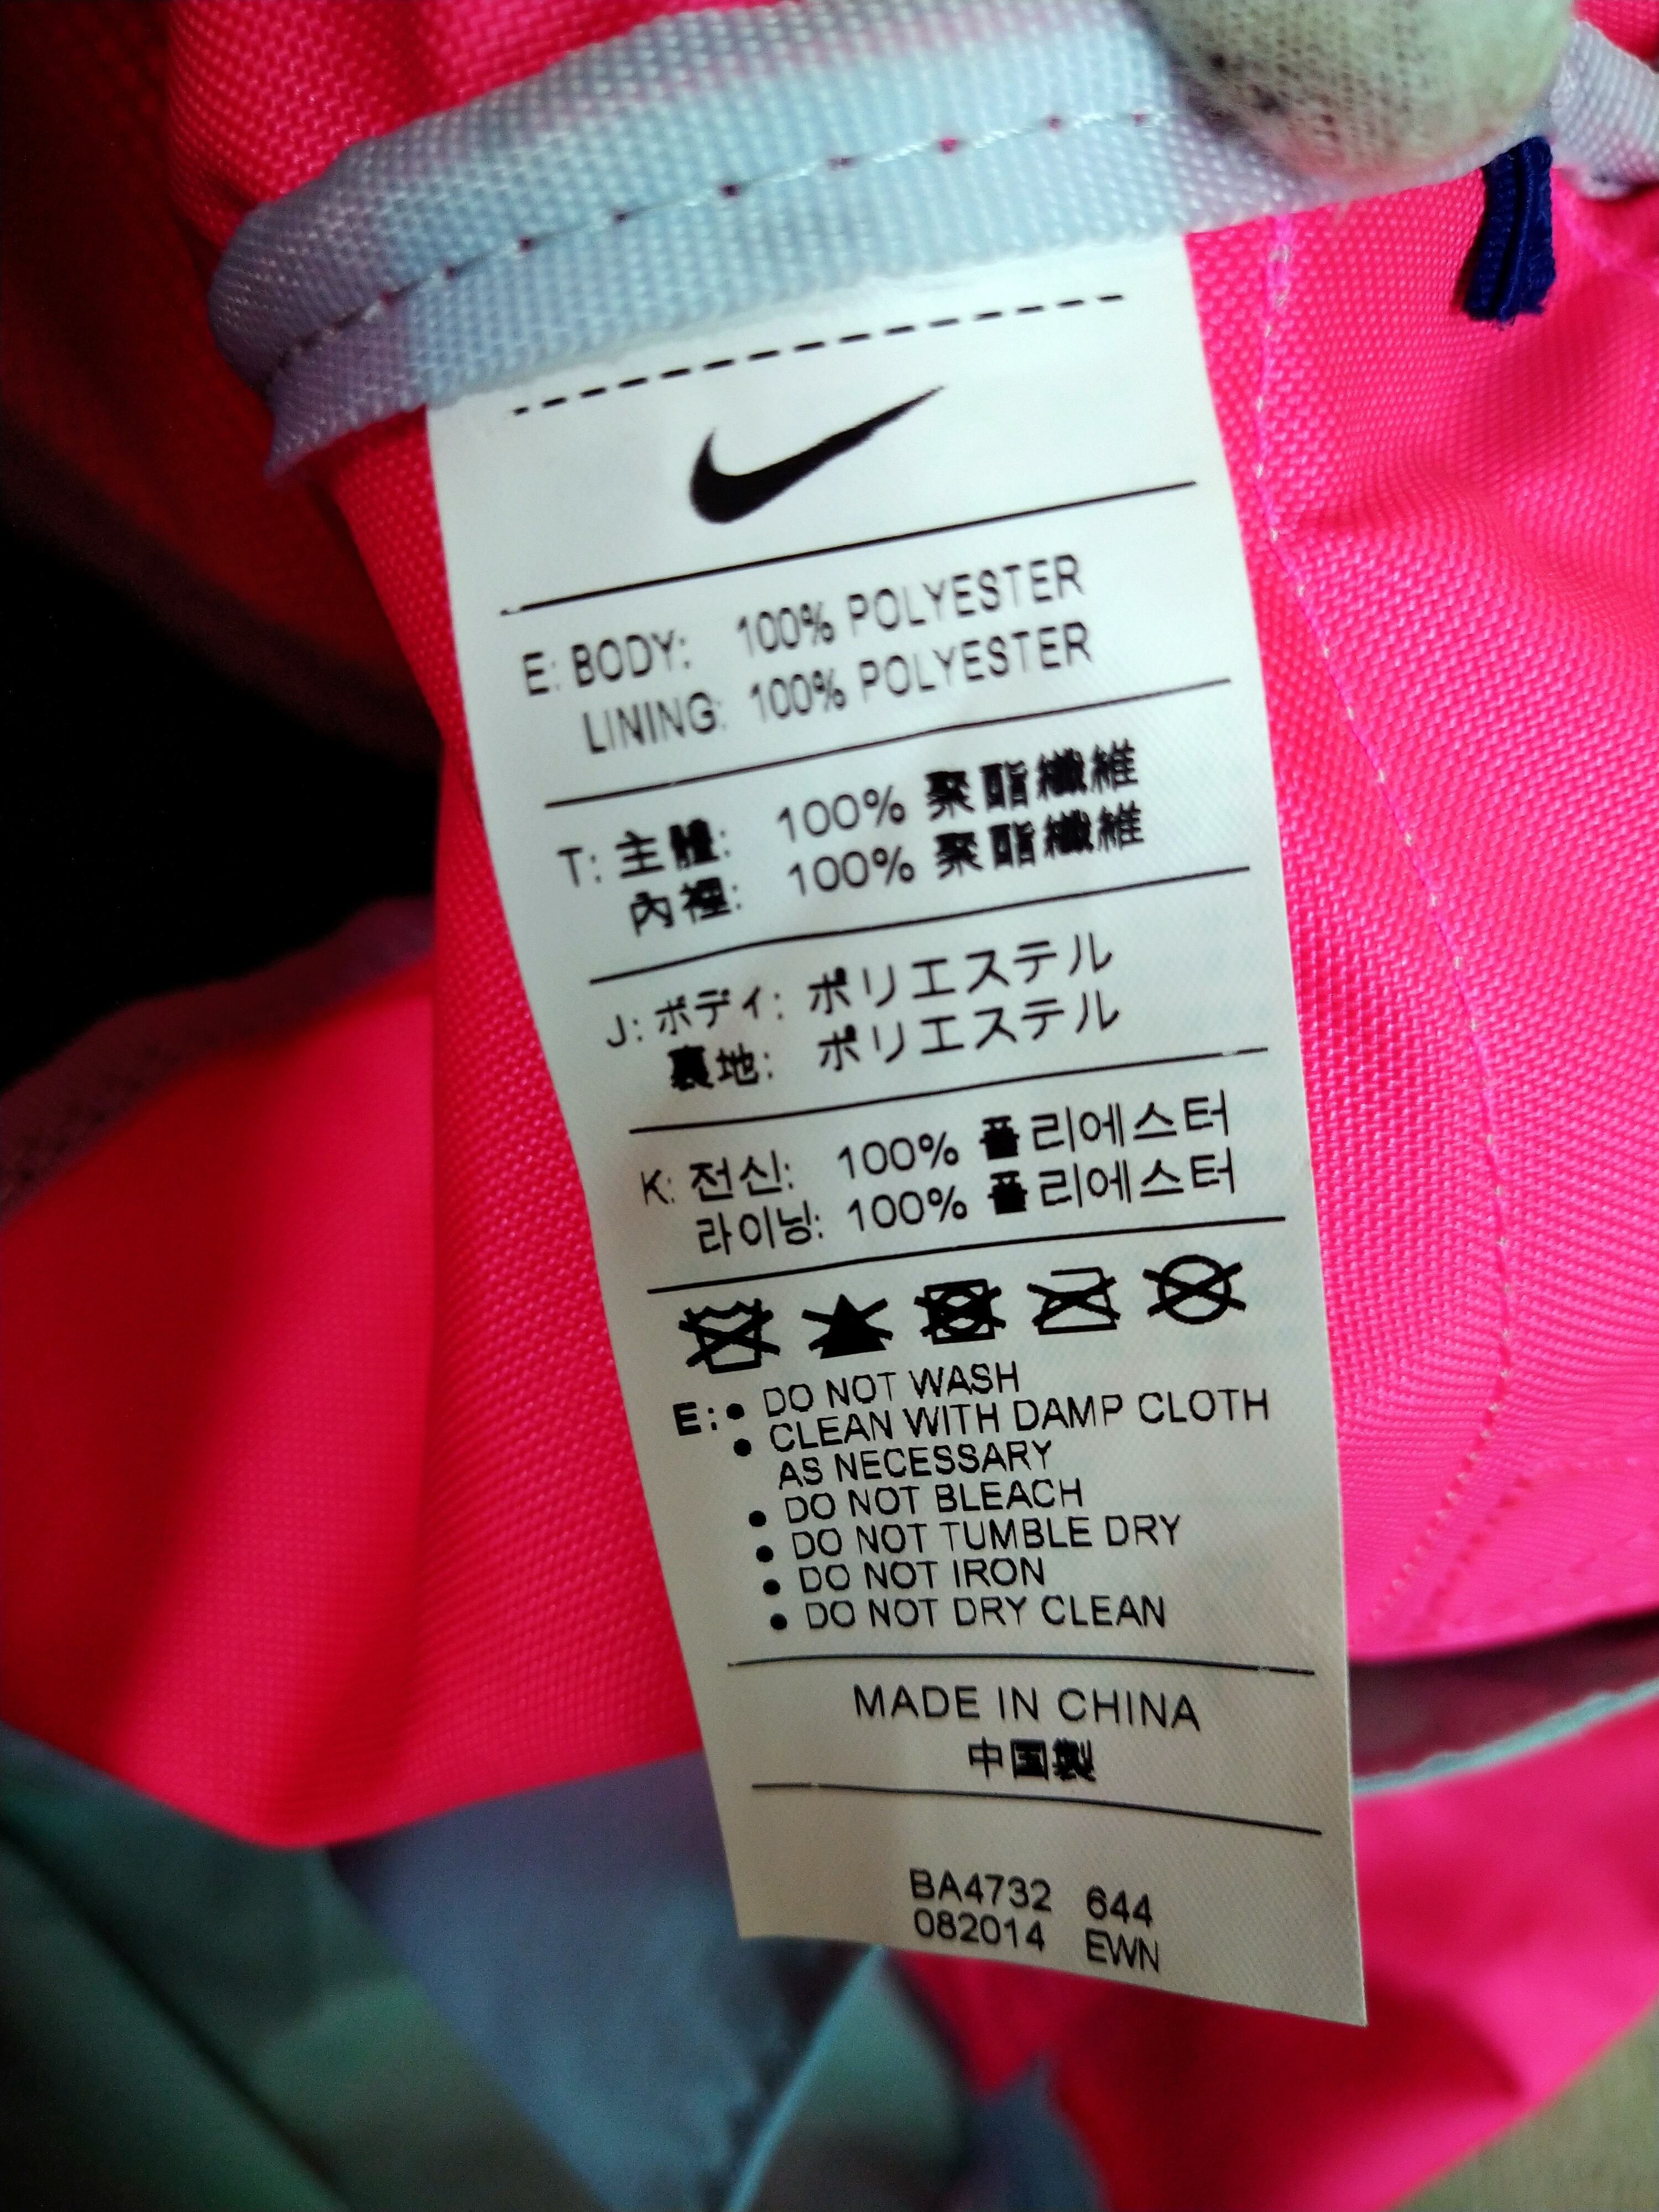 E: BODY: 100% POLYESTER
LINING: 100% POLYESTER
T: 主體: 100% 聚酯纖維
內裡: 100% 聚酯纖維
J: ボディ: ポリエステル
裏地: ポリエステル
K: 전신: 100% 폴리에스터
라이닝: 100% 폴리에스터
E: • DO NOT WASH
• CLEAN WITH DAMP CLOTH
AS NECESSARY
• DO NOT BLEACH
• DO NOT TUMBLE DRY
• DO NOT IRON
• DO NOT DRY CLEAN
MADE IN CHINA
中国製
BA4732 644
082014 EWN